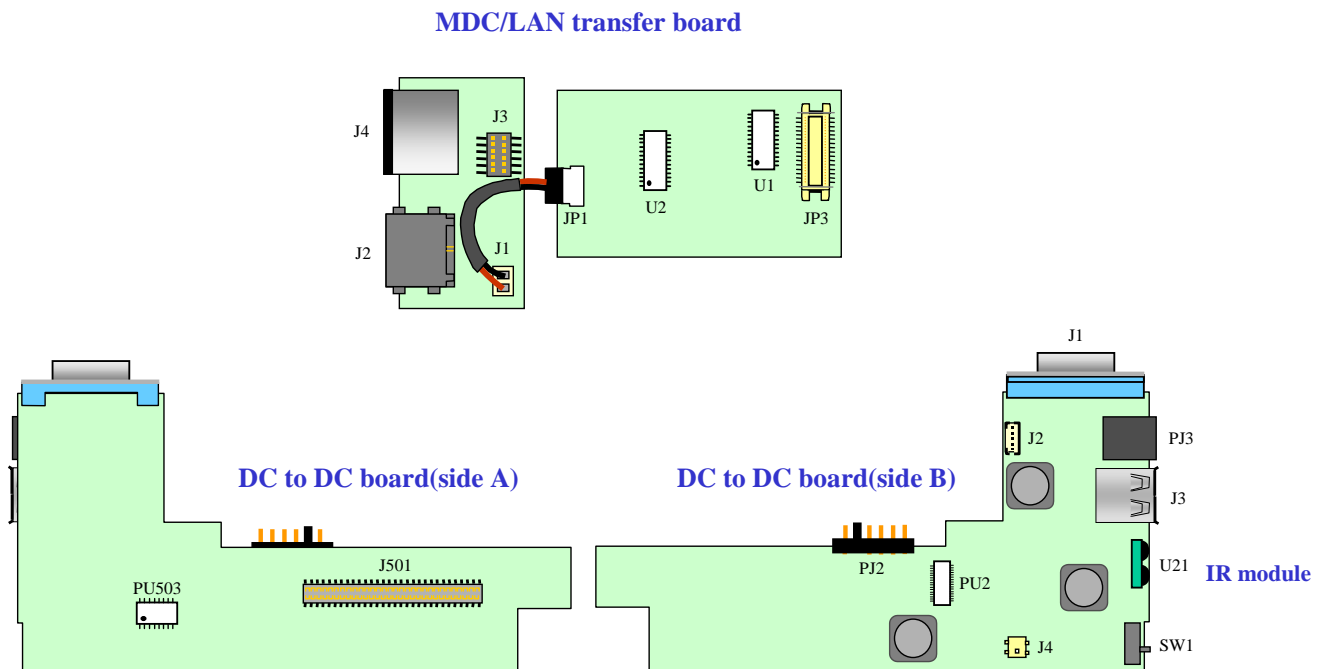 MDC/LAN transfer board
J4
J3
U2
U1
JP1
JP3
J2
J1
J1
J2
PJ3
DC to DC board(side A)
DC to DC board(side B)
J3
J501
PJ2
U21
IR module
PU503
PU2
J4
SW1